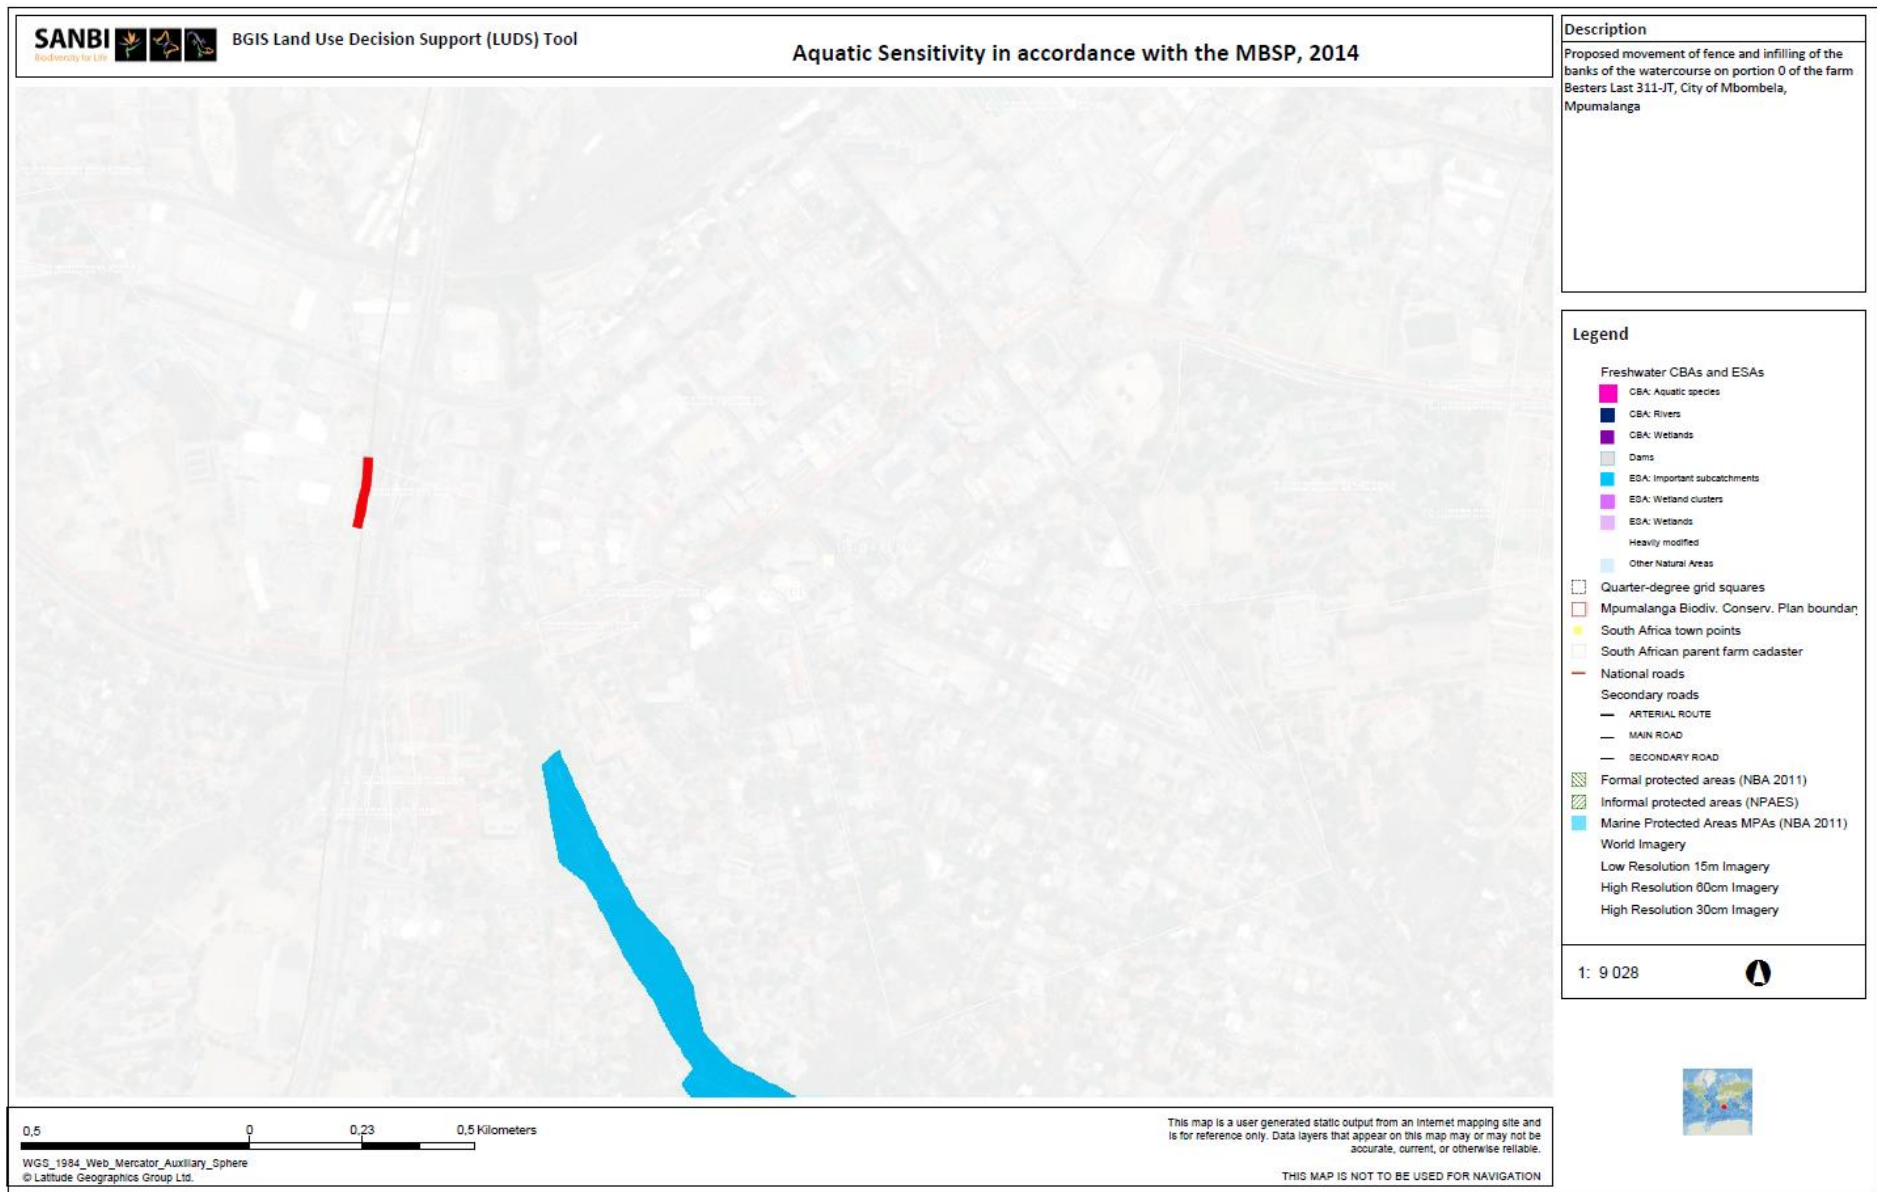 SANBI
Biodiversity for Life
BGIS Land Use Decision Support (LUDS) Tool
Aquatic Sensitivity in accordance with the MBSP, 2014
Description
Proposed movement of fence and infilling of the
banks of the watercourse on portion 0 of the farm
Besters Last 311-JT, City of Mbombela,
Mpumalanga
Legend
Freshwater CBAs and ESAs
CBA: Aquatic species
CBA: Rivers
CBA: Wetlands
Dams
ESA: Important subcatchments
ESA: Wetland clusters
ESA: Wetlands
Heavily modified
Other Natural Areas
Quarter-degree grid squares
Mpumalanga Biodiv. Conserv. Plan boundary
South Africa town points
South African parent farm cadaster
National roads
Secondary roads
ARTERIAL ROUTE
MAIN ROAD
SECONDARY ROAD
Formal protected areas (NBA 2011)
Informal protected areas (NPAES)
Marine Protected Areas MPAs (NBA 2011)
World Imagery
Low Resolution 15m Imagery
High Resolution 60cm Imagery
High Resolution 30cm Imagery
1: 9 028
0,5 0 0,23 0,5 Kilometers
WGS_1984_Web_Mercator_Auxiliary_Sphere
© Latitude Geographics Group Ltd.
This map is a user generated static output from an Internet mapping site and
is for reference only. Data layers that appear on this map may or may not be
accurate, current, or otherwise reliable.
THIS MAP IS NOT TO BE USED FOR NAVIGATION